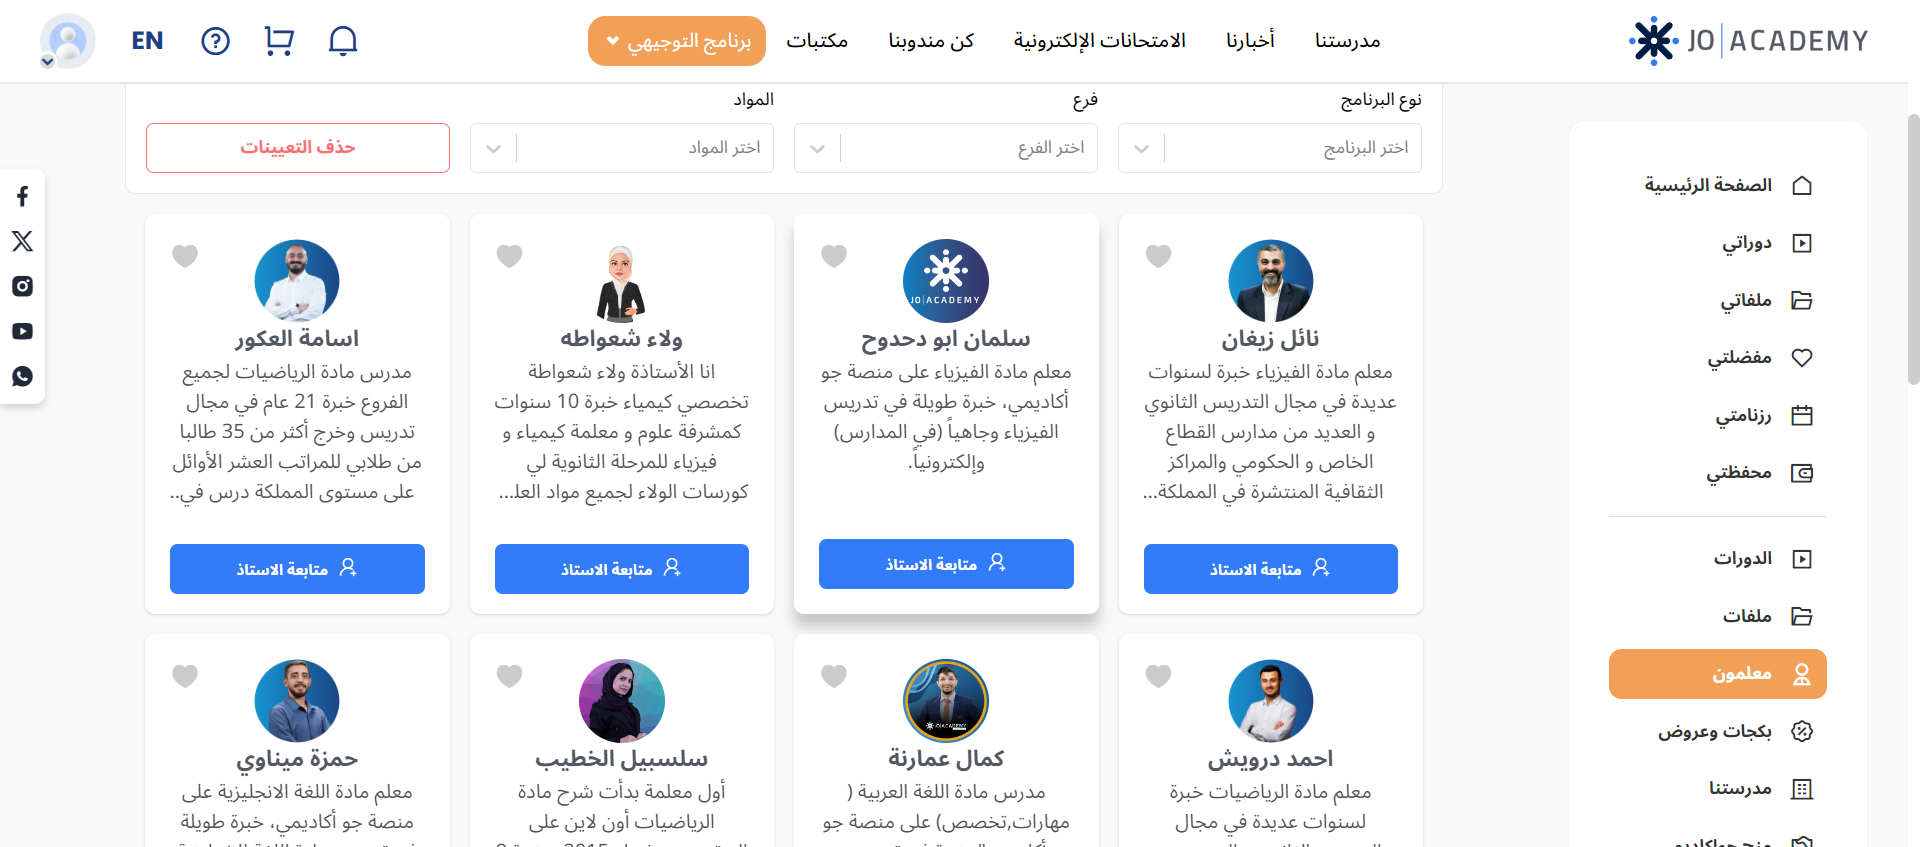 JO ACADEMY
مدرستنا
أخبارنا
الامتحانات الإلكترونية
كن مندوبنا
مكتبات
برنامج التوجيهي
EN
نوع البرنامج
فرع
المواد
اختر البرنامج
اختر الفرع
اختر المواد
حذف التعيينات
الصفحة الرئيسية
دوراتي
ملفاتي
مفضلتي
رزنامتي
محفظتي
الدورات
ملفات
معلمون
بكجات وعروض
مدرستنا
نائل زيغان
معلم مادة الفيزياء خبرة لسنوات
عديدة في مجال التدريس الثانوي
و العديد من مدارس القطاع
الخاص و الحكومي والمراكز
الثقافية المنتشرة في المملكة...
متابعة الاستاذ
JO ACADEMY
سلمان ابو دحدوح
معلم مادة الفيزياء على منصة جو
أكاديمي، خبرة طويلة في تدريس
الفيزياء وجاهياً (في المدارس)
وإلكترونياً.
متابعة الاستاذ
ولاء شعواطه
انا الأستاذة ولاء شعواطة
تخصصي كيمياء خبرة 10 سنوات
كمشرفة علوم و معلمة كيمياء و
فيزياء للمرحلة الثانوية لي
كورسات الولاء لجميع مواد العلـ...
متابعة الاستاذ
اسامة العكور
مدرس مادة الرياضيات لجميع
الفروع خبرة 21 عام في مجال
تدريس وخرج أكثر من 35 طالبا
من طلابي للمراتب العشر الأوائل
على مستوى المملكة درس في..
متابعة الاستاذ
احمد درويش
معلم مادة الرياضيات خبرة
لسنوات عديدة في مجال
JO ACADEMY
كمال عمارنة
مدرس مادة اللغة العربية (
مهارات,تخصص) على منصة جو
سلسبيل الخطيب
أول معلمة بدأت شرح مادة
الرياضيات أون لاين على
حمزة ميناوي
معلم مادة اللغة الانجليزية على
منصة جو أكاديمي، خبرة طويلة